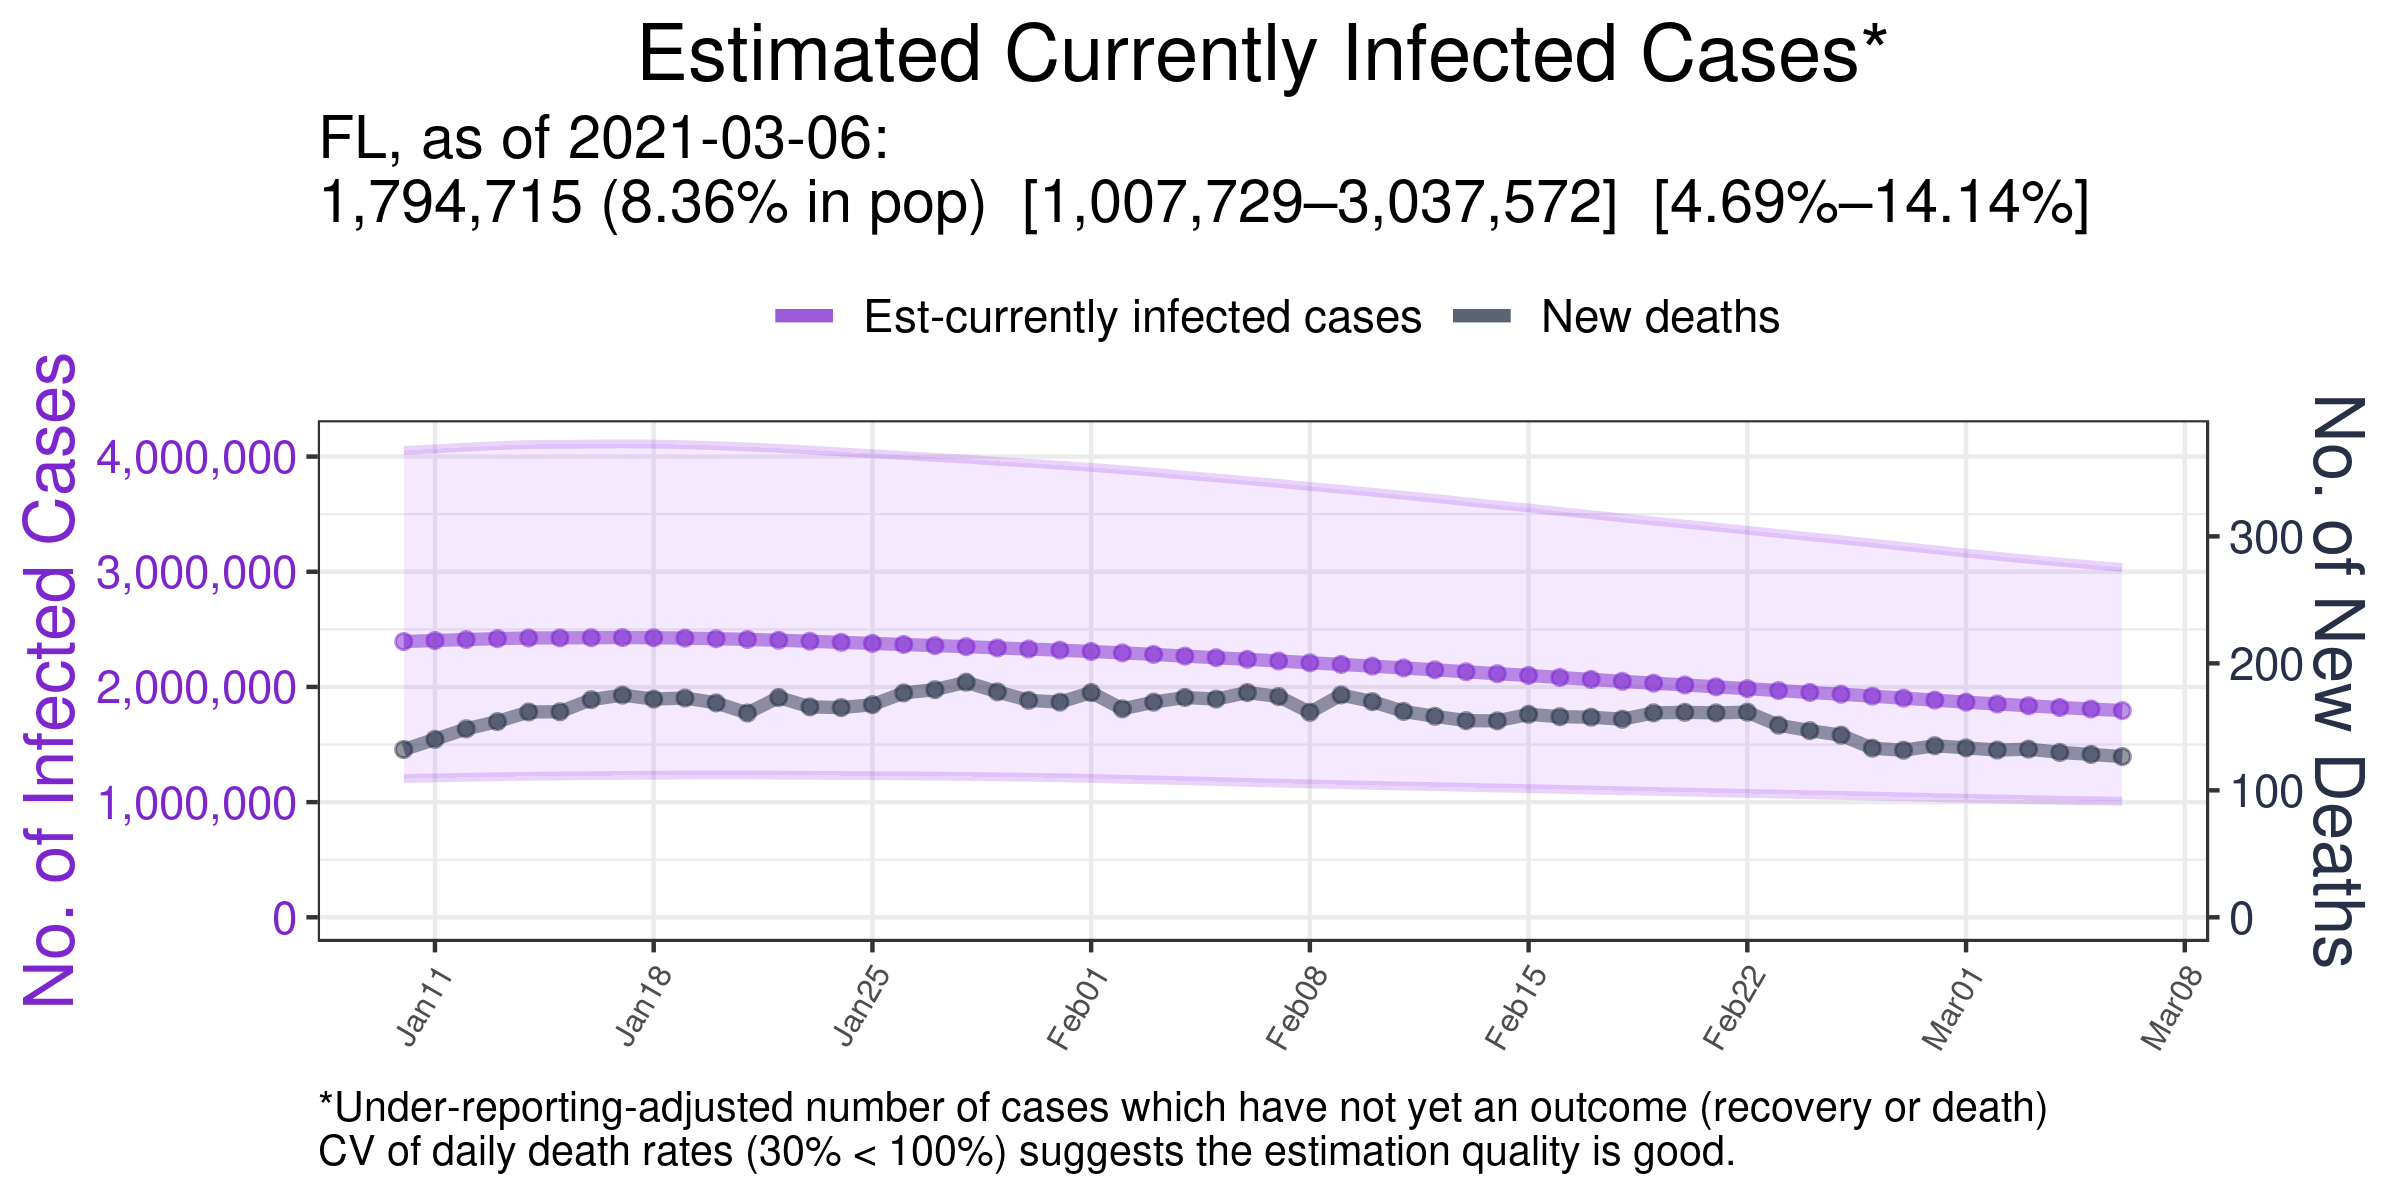 Estimated Currently Infected Cases*
FL, as of 2021-03-06:
1,794,715 (8.36% in pop)  [1,007,729–3,037,572]  [4.69%–14.14%]
Est-currently infected cases
New deaths
No. of Infected Cases
4,000,000
3,000,000
2,000,000
1,000,000
0
300
200
100
0
No. of New Deaths
Jan11
Jan18
Jan25
Feb01
Feb08
Feb15
Feb22
Mar01
Mar08
*Under-reporting-adjusted number of cases which have not yet an outcome (recovery or death)
CV of daily death rates (30% < 100%) suggests the estimation quality is good.